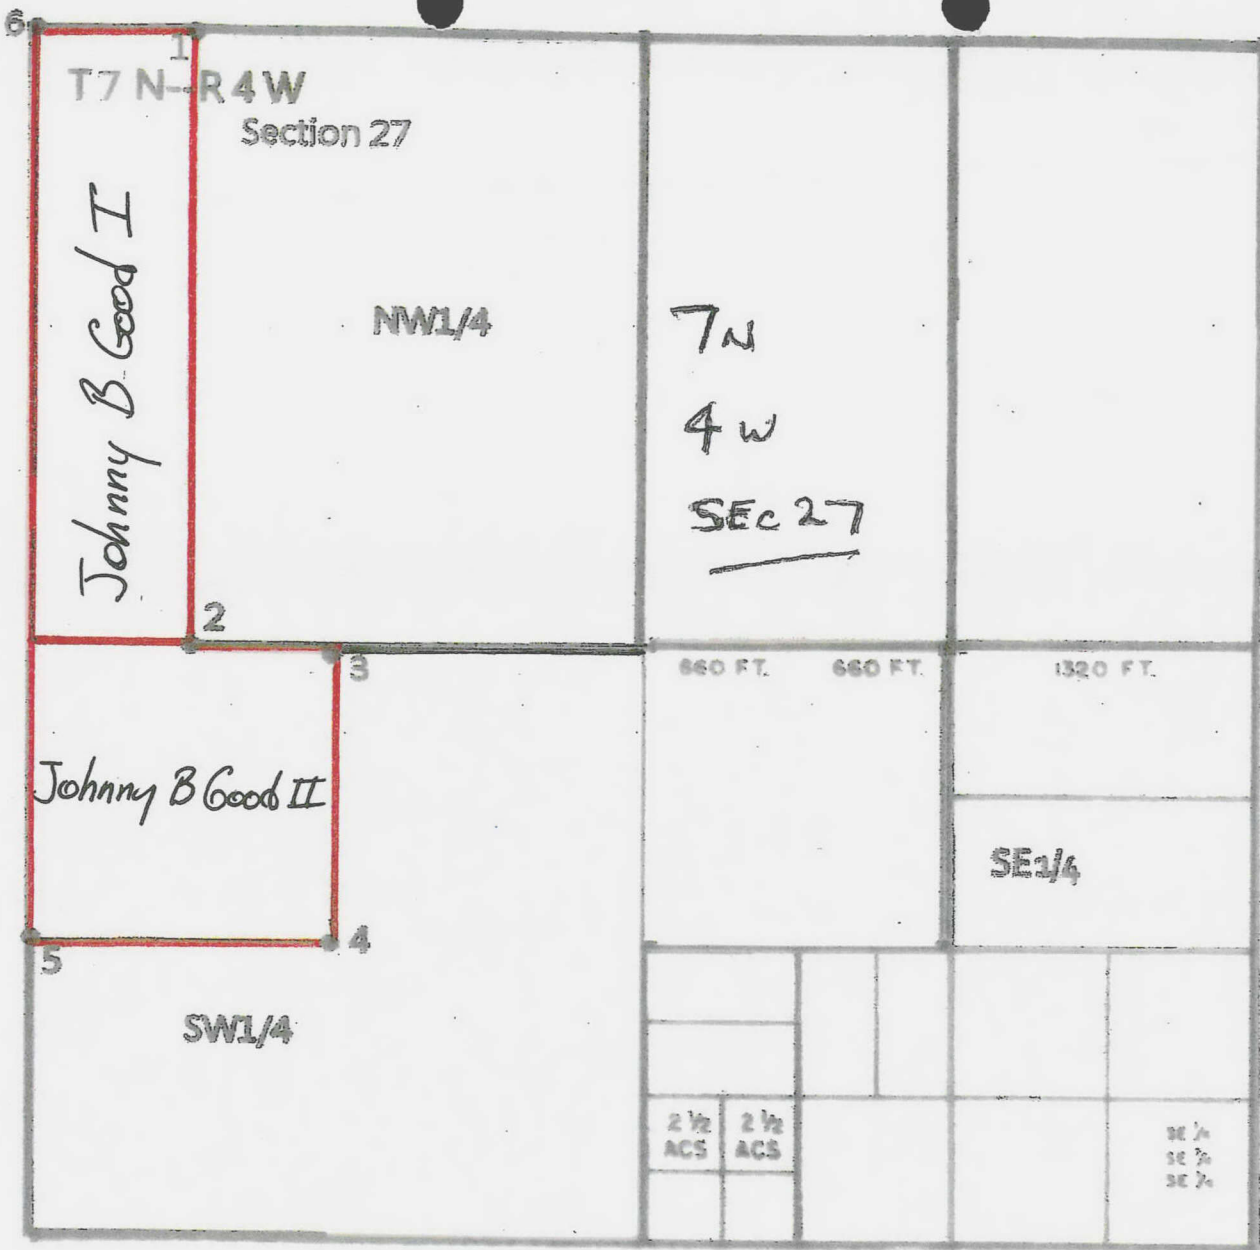 6
1
T7 N--R 4 W
Section 27
Johnny B. Good I
NW1/4
7N
4 W
SEC 27
2
3
660 FT. 660 FT. 1320 FT.
Johnny B Good II
SE1/4
4
5
SW1/4
2 ½ ACS
2 ½ ACS
SE ¼
SE ¼
SE ¼